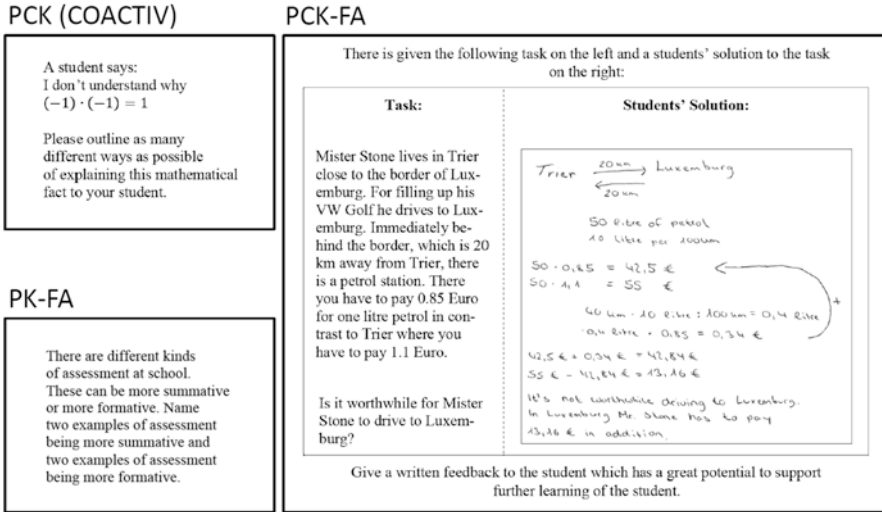 PCK (COACTIV)
A student says:
I don't understand why
(−1) · (−1) = 1
Please outline as many
different ways as possible
of explaining this mathematical
fact to your student.
PK-FA
There are different kinds
of assessment at school.
These can be more summative
or more formative. Name
two examples of assessment
being more summative and
two examples of assessment
being more formative.
PCK-FA
There is given the following task on the left and a students' solution to the task
on the right:
Task:
Mister Stone lives in Trier
close to the border of Lux-
emburg. For filling up his
VW Golf he drives to Lux-
emburg. Immediately be-
hind the border, which is 20
km away from Trier, there
is a petrol station. There
you have to pay 0.85 Euro
for one litre petrol in con-
trast to Trier where you
have to pay 1.1 Euro.
Is it worthwhile for Mister
Stone to drive to Luxem-
burg?
Students' Solution:
20 km
Trier → Luxemburg
←
20 km
50 litre of petrol
10 litre per 100km
50 · 0,85 = 42,5 €
50 · 1,1 = 55 €
+
40 km · 10 litre : 100 km = 0,4 litre
0,4 litre · 0,85 = 0,34 €
42,5 € + 0,34 € = 42,84 €
55 € − 42,84 € = 13,16 €
It's not worthwhile driving to Luxemburg.
In Luxemburg Mr. Stone has to pay
13,16 € in addition.
Give a written feedback to the student which has a great potential to support
further learning of the student.